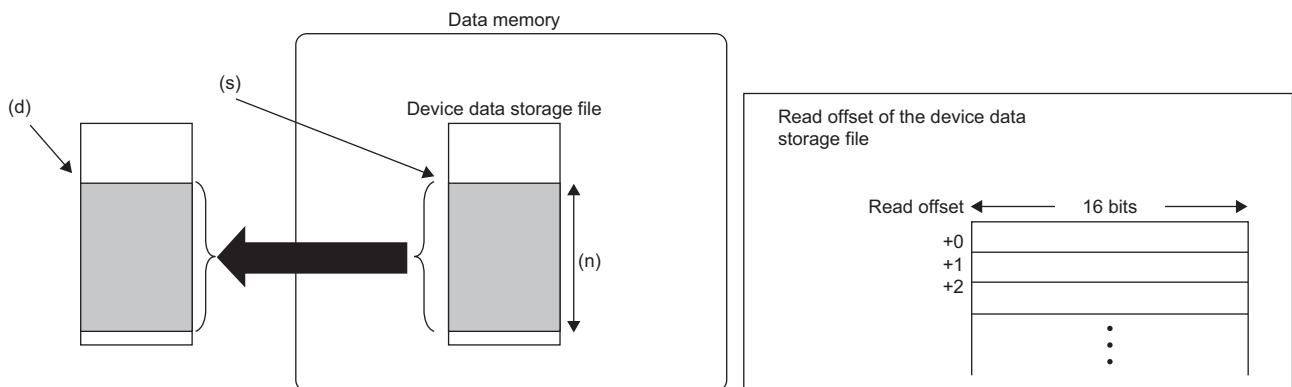 Data memory
(s)
(d)
Device data storage file
(n)
Read offset of the device data
storage file
Read offset
16 bits
+0
+1
+2